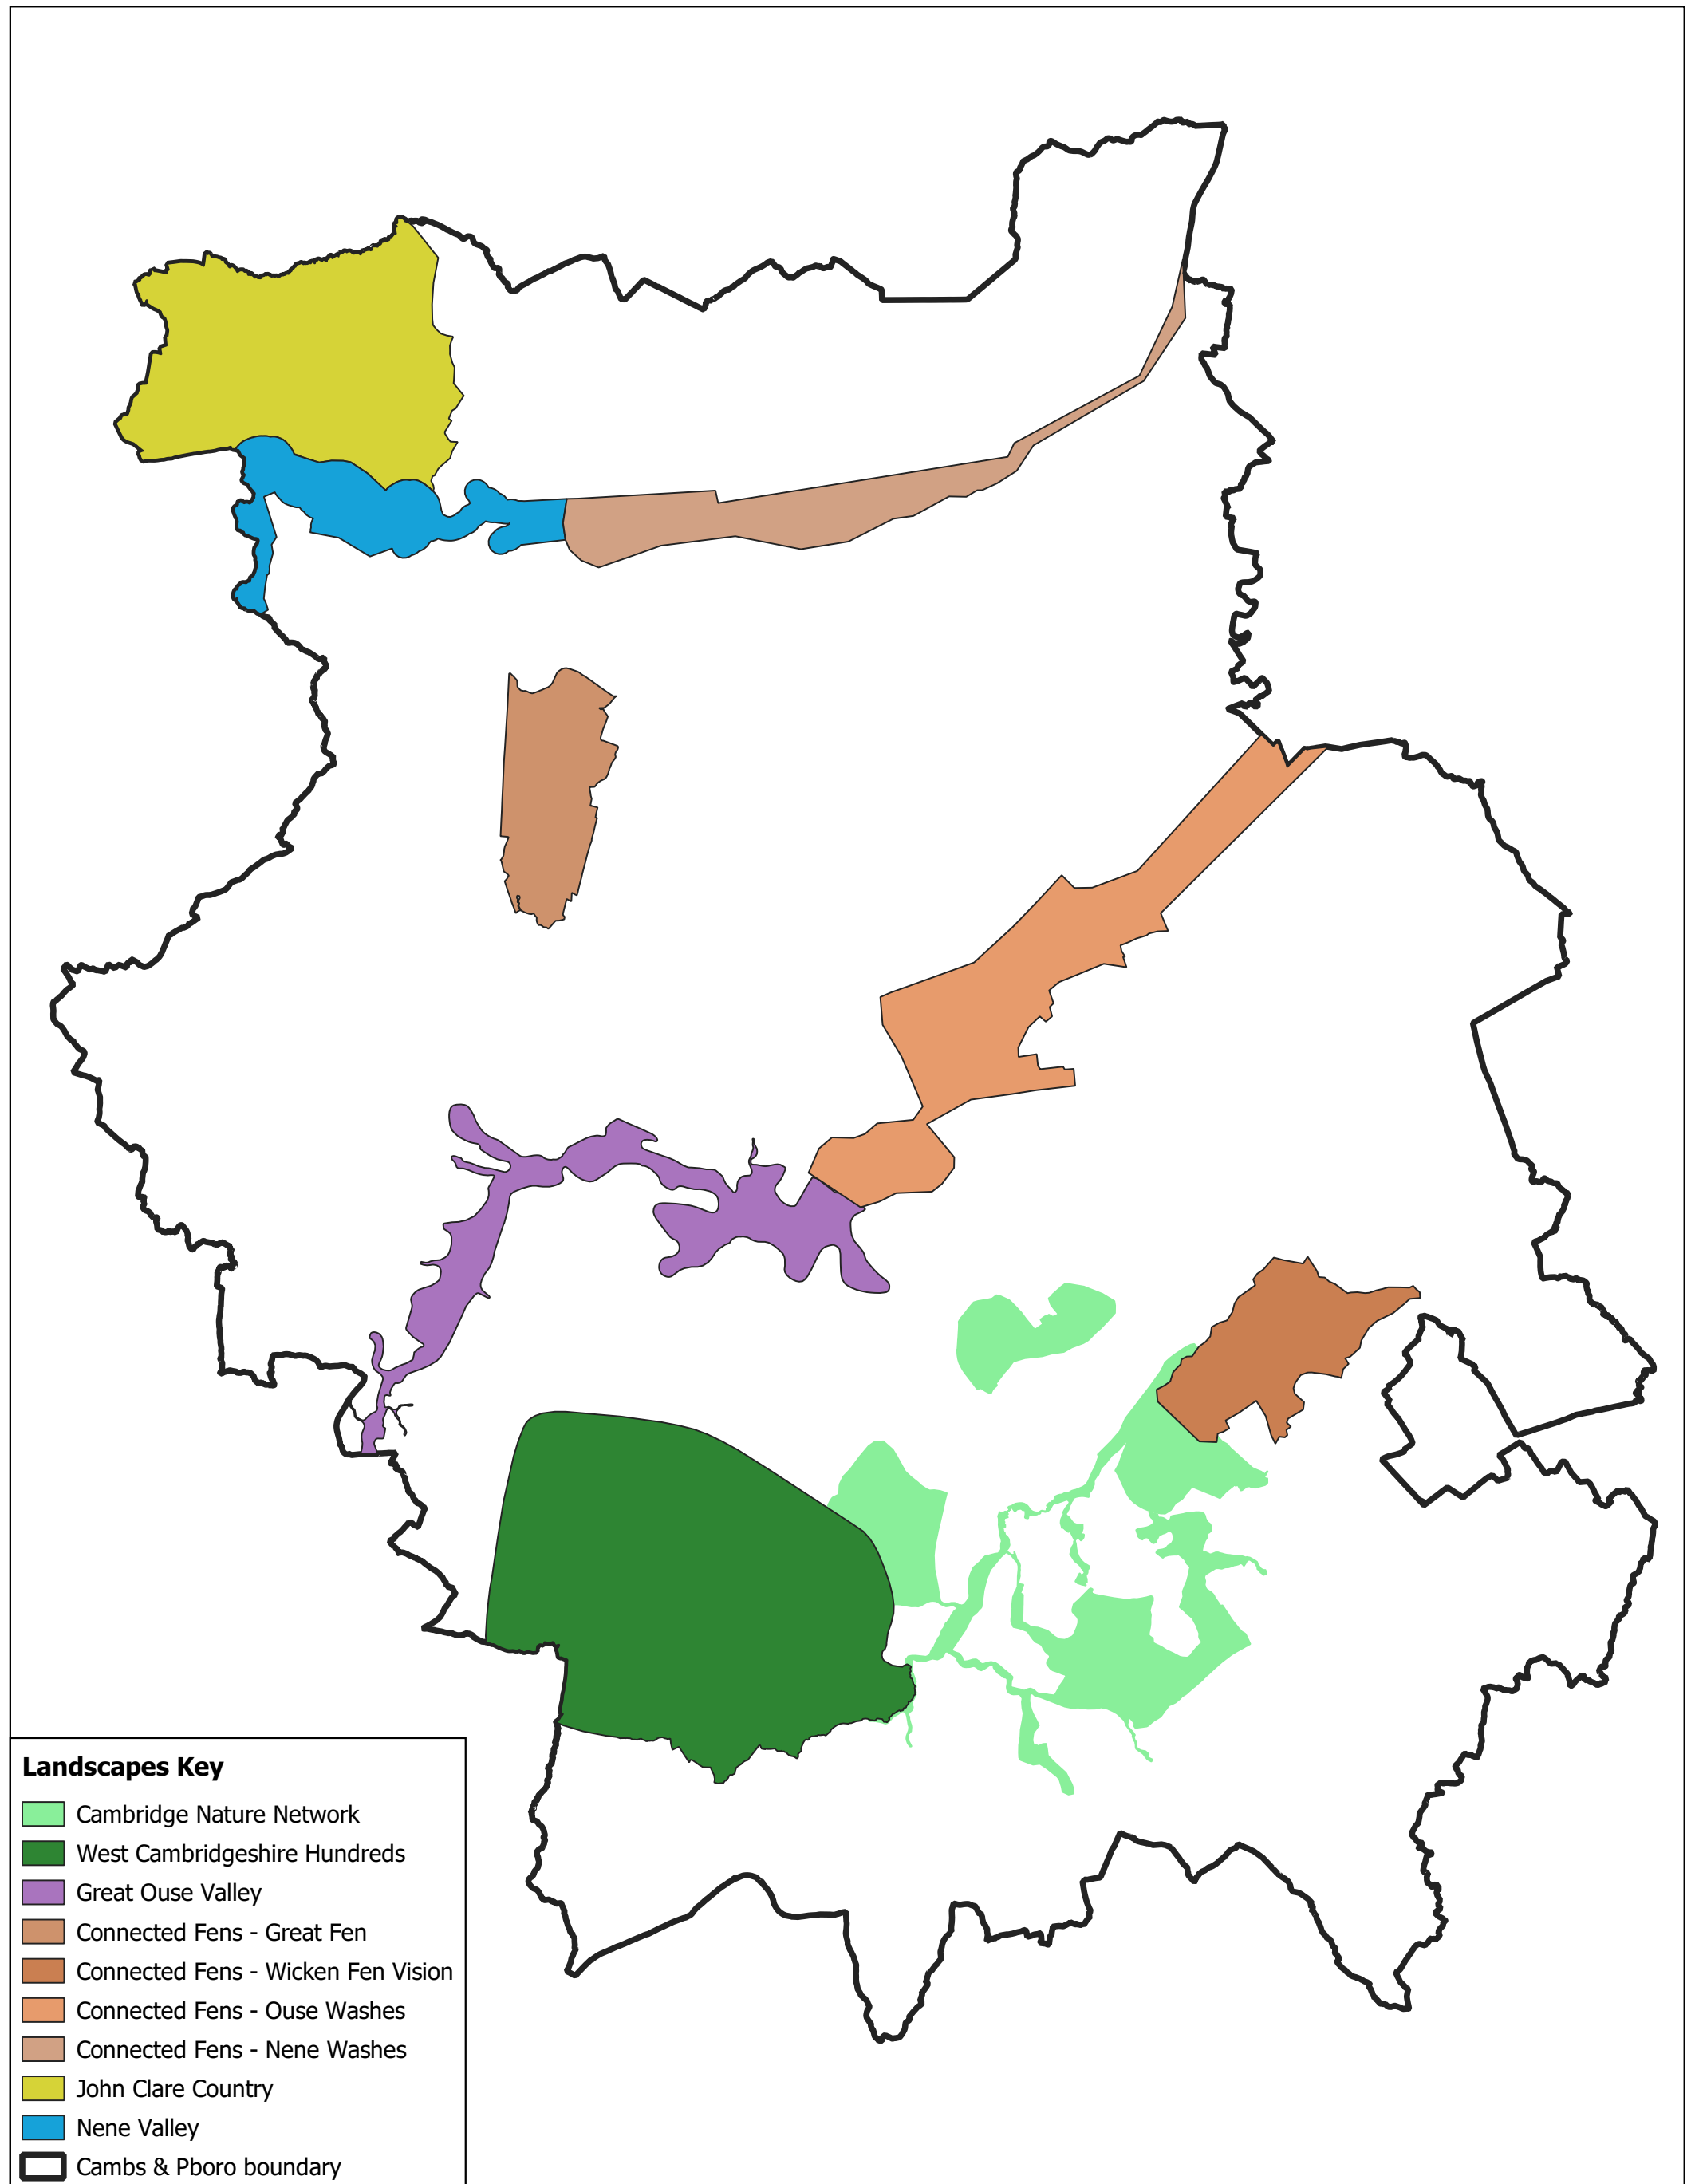 Landscapes Key
Cambridge Nature Network
West Cambridgeshire Hundreds
Great Ouse Valley
Connected Fens - Great Fen
Connected Fens - Wicken Fen Vision
Connected Fens - Ouse Washes
Connected Fens - Nene Washes
John Clare Country
Nene Valley
Cambs & Pboro boundary